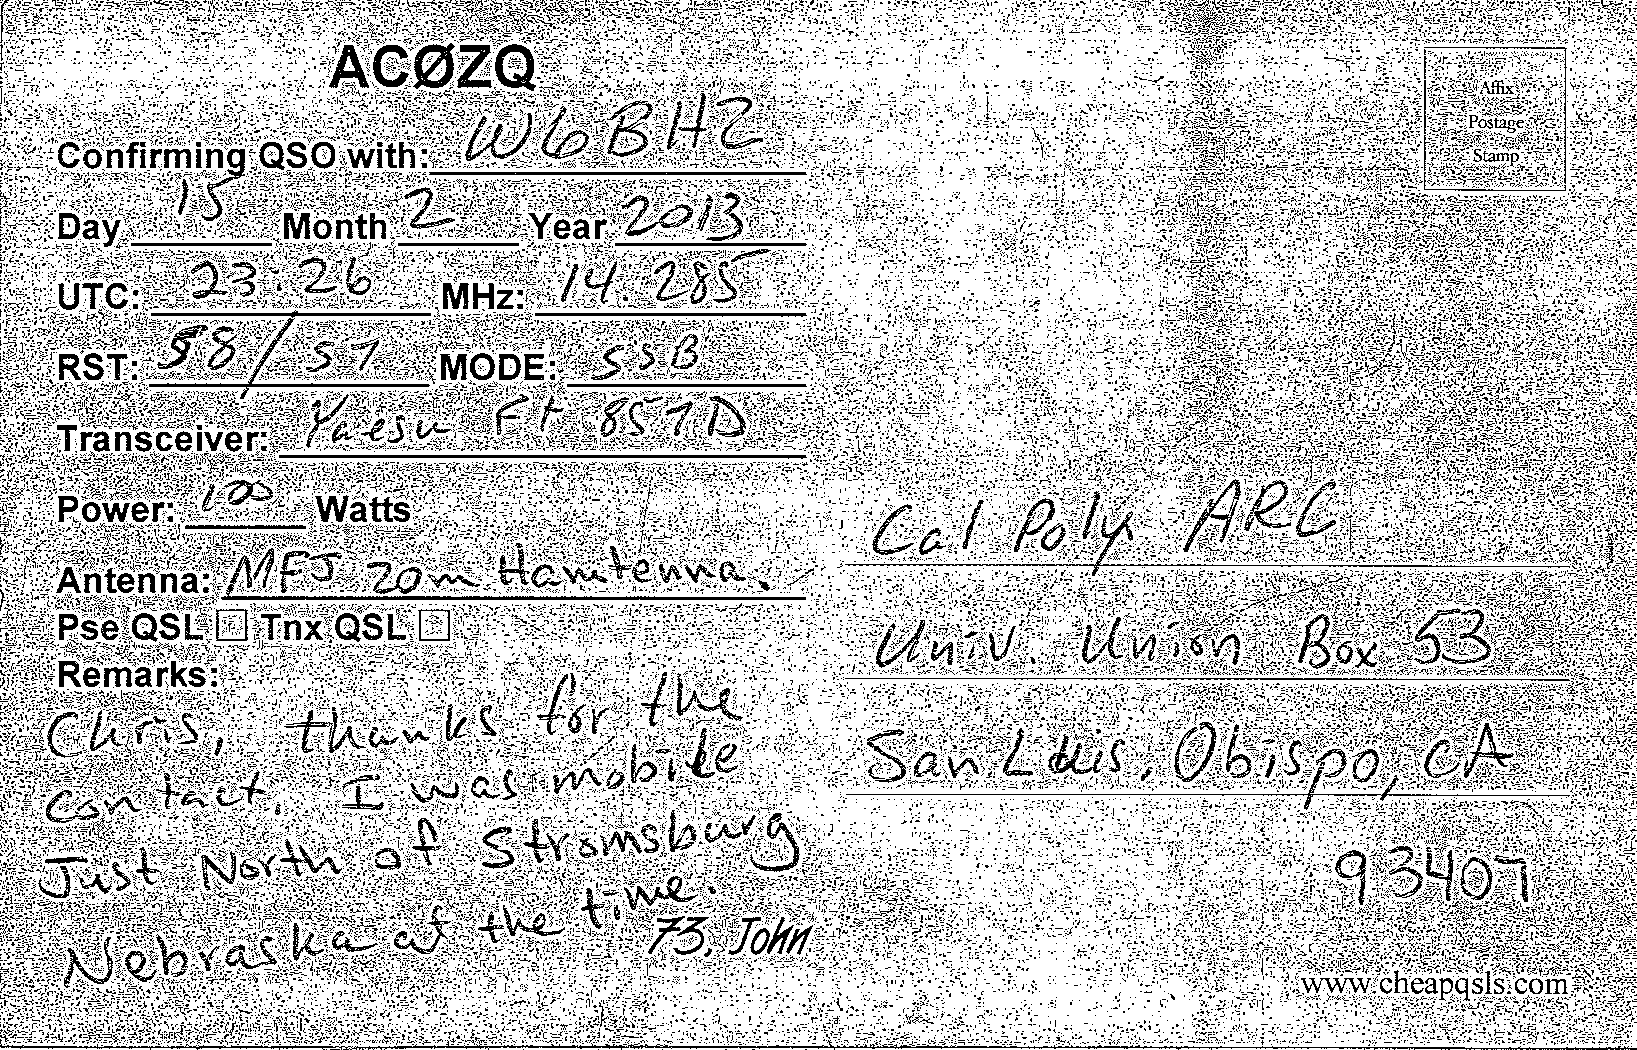 ACØZQ
Confirming QSO with: W6BHZ
Day 15 Month 2 Year 2013
UTC: 23:26 MHz: 14.285
RST: 58/57 MODE: SSB
Transceiver: Yaesu Ft 857D
Power: 100 Watts
Antenna: MFJ 20m Hamtenna.
Pse QSL Tnx QSL
Remarks:
Chris, thanks for the
contact. I was mobile
Just North of Stromsburg
Nebraska at the time.
73, John
Affix
Postage
Stamp
Cal Poly ARC
Univ. Union Box 53
San Luis, Obispo, CA
93407
www.cheapqsls.com